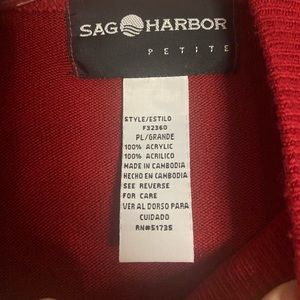 SAG HARBOR
PETITE
STYLE/ESTILO
F32360
PL/GRANDE
100% ACRYLIC
100% ACRILICO
MADE IN CAMBODIA
HECHO EN CAMBODIA
SEE REVERSE
FOR CARE
VER AL DORSO PARA
CUIDADO
RN#51735